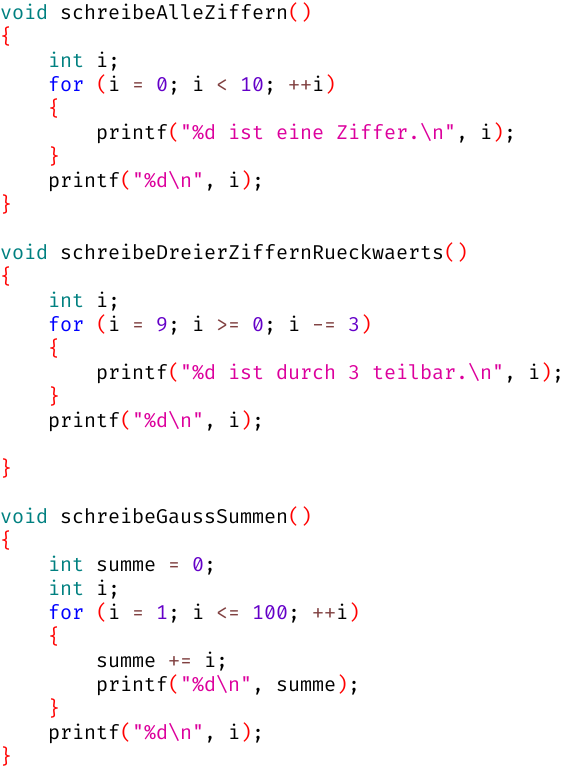 void schreibeAlleZiffern()
{
    int i;
    for (i = 0; i < 10; ++i)
    {
        printf("%d ist eine Ziffer.\n", i);
    }
    printf("%d\n", i);
}

void schreibeDreierZiffernRueckwaerts()
{
    int i;
    for (i = 9; i >= 0; i -= 3)
    {
        printf("%d ist durch 3 teilbar.\n", i);
    }
    printf("%d\n", i);

}

void schreibeGaussSummen()
{
    int summe = 0;
    int i;
    for (i = 1; i <= 100; ++i)
    {
        summe += i;
        printf("%d\n", summe);
    }
    printf("%d\n", i);
}